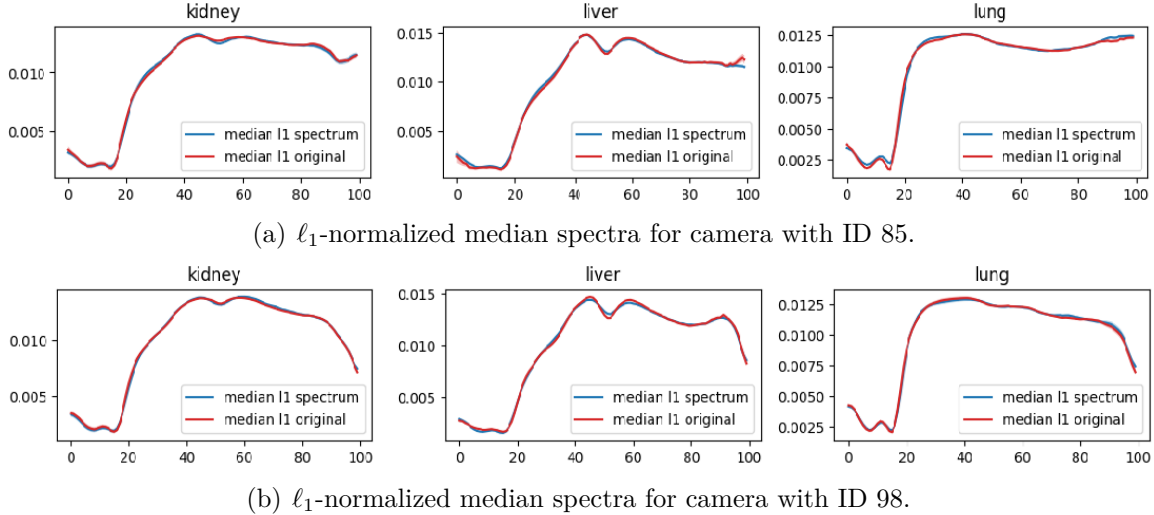 kidney liver lung
0.010
0.005
median l1 spectrum
median l1 original
0 20 40 60 80 100
0.015
0.010
0.005
median l1 spectrum
median l1 original
0 20 40 60 80 100
0.0125
0.0100
0.0075
0.0050
0.0025
median l1 spectrum
median l1 original
0 20 40 60 80 100
(a) ℓ₁-normalized median spectra for camera with ID 85.
kidney liver lung
0.010
0.005
median l1 spectrum
median l1 original
0 20 40 60 80 100
0.015
0.010
0.005
median l1 spectrum
median l1 original
0 20 40 60 80 100
0.0125
0.0100
0.0075
0.0050
0.0025
median l1 spectrum
median l1 original
0 20 40 60 80 100
(b) ℓ₁-normalized median spectra for camera with ID 98.